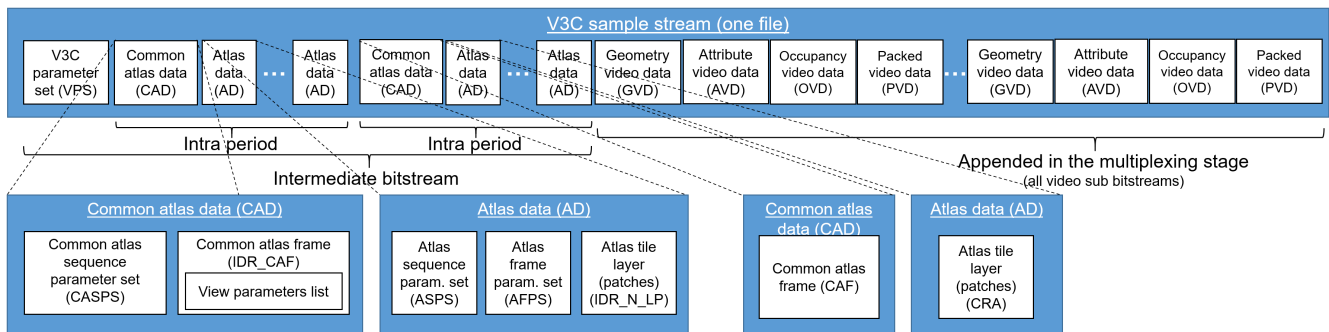 V3C sample stream (one file)
V3C
parameter
set (VPS)
Common
atlas data
(CAD)
Atlas
data
(AD)
...
Atlas
data
(AD)
Common
atlas data
(CAD)
Atlas
data
(AD)
...
Atlas
data
(AD)
Geometry
video data
(GVD)
Attribute
video data
(AVD)
Occupancy
video data
(OVD)
Packed
video data
(PVD)
...
Geometry
video data
(GVD)
Attribute
video data
(AVD)
Occupancy
video data
(OVD)
Packed
video data
(PVD)
Intra period
Intra period
Intermediate bitstream
Appended in the multiplexing stage
(all video sub bitstreams)
Common atlas data (CAD)
Common atlas
sequence
parameter set
(CASPS)
Common atlas frame
(IDR_CAF)
View parameters list
Atlas data (AD)
Atlas
sequence
param. set
(ASPS)
Atlas
frame
param. set
(AFPS)
Atlas tile
layer
(patches)
(IDR_N_LP)
Common atlas
data (CAD)
Common atlas
frame (CAF)
Atlas data (AD)
Atlas tile
layer
(patches)
(CRA)